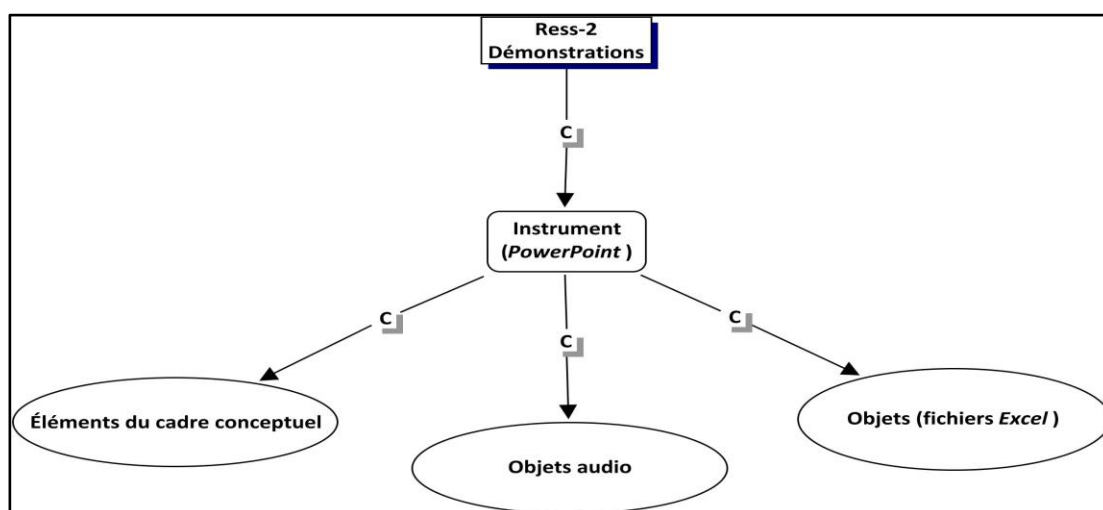 Ress-2
Démonstrations
C
Instrument
(PowerPoint )
C
C
C
Éléments du cadre conceptuel
Objets audio
Objets (fichiers Excel )